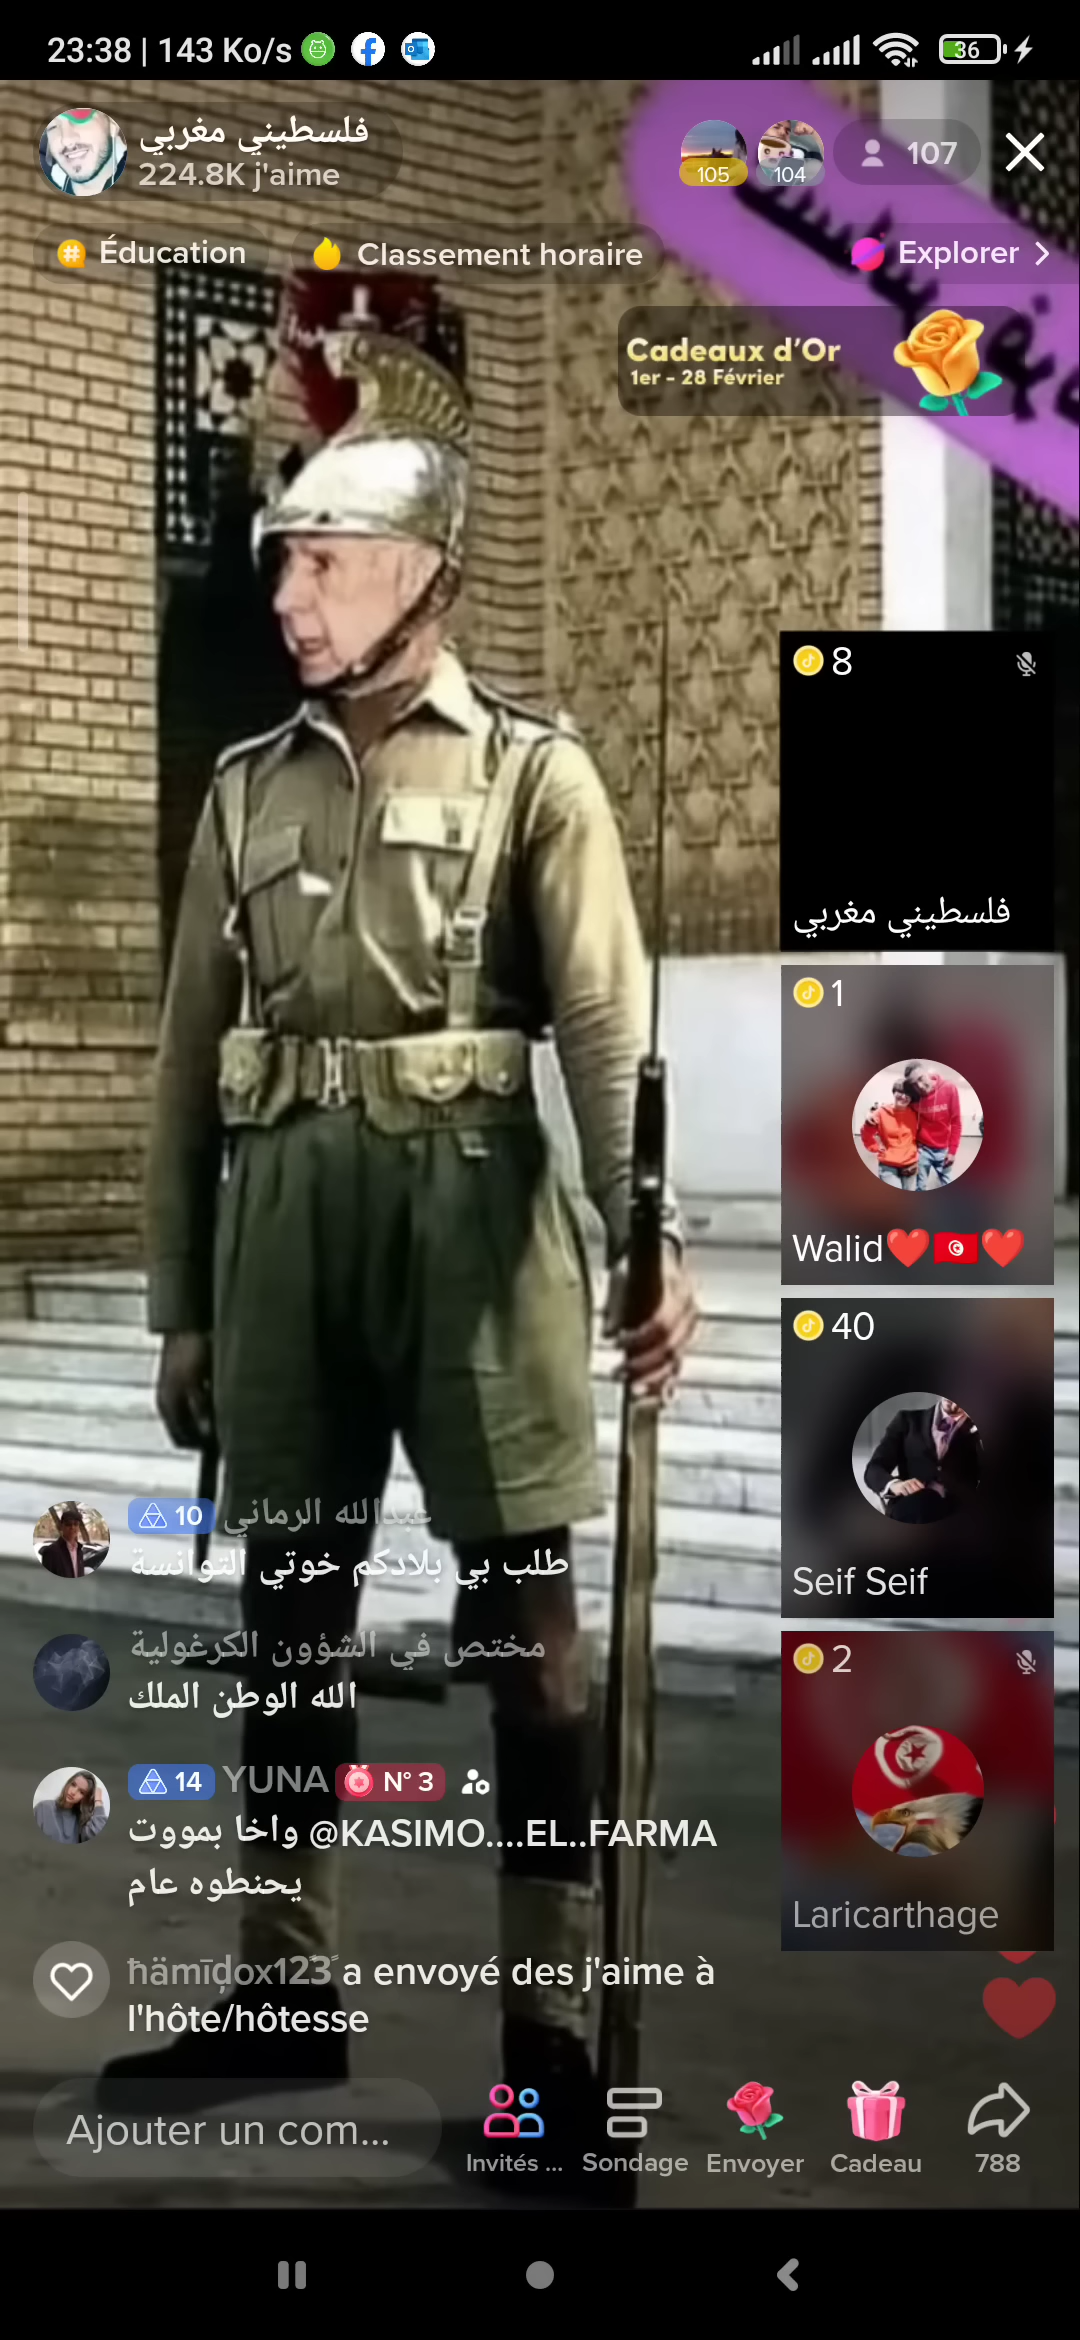 23:38 | 143 Ko/s
36
فلسطيني مغربي
224.8K j'aime
105
104
107
Éducation
Classement horaire
Explorer
Cadeaux d'Or
1er - 28 Février
8
فلسطيني مغربي
1
Walid❤️🇹🇳❤️
40
Seif Seif
2
Laricarthage
10 عبدالله الرماني
طلب بي بلادكم خوتي التوانسة
مختص في الشؤون الكرغولية
الله الوطن الملك
14 YUNA N° 3
واخا بمووت @KASIMO....EL..FARMA
يحنطوه عام
a envoyé des j'aime à
l'hôte/hôtesse
Ajouter un com...
Invités ...
Sondage
Envoyer
Cadeau
788